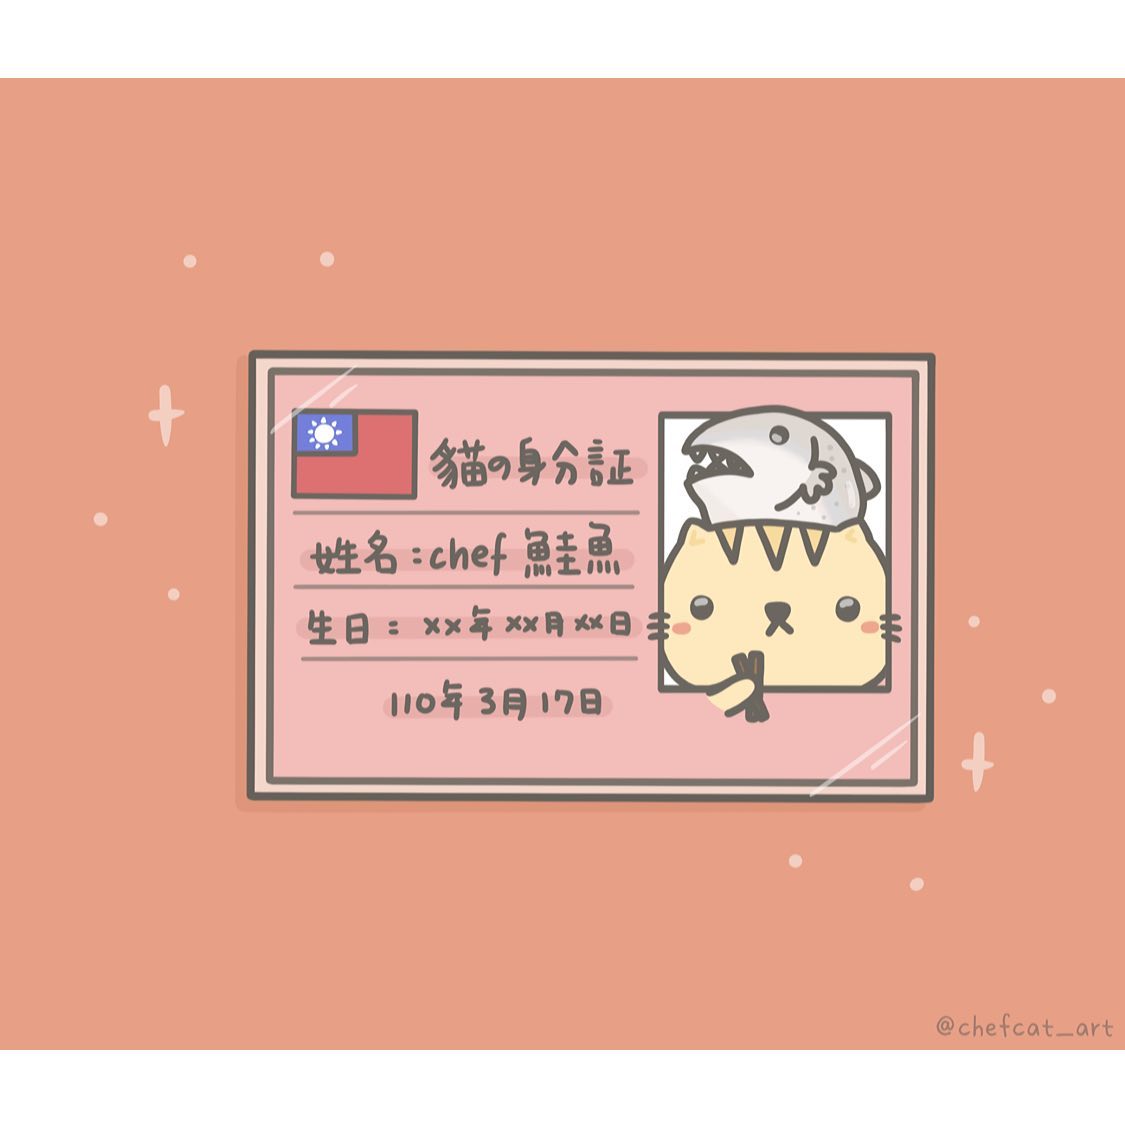 貓の身分証
姓名：chef 鮭魚
生日：xx年xx月xx日
110年3月17日
@chefcat_art